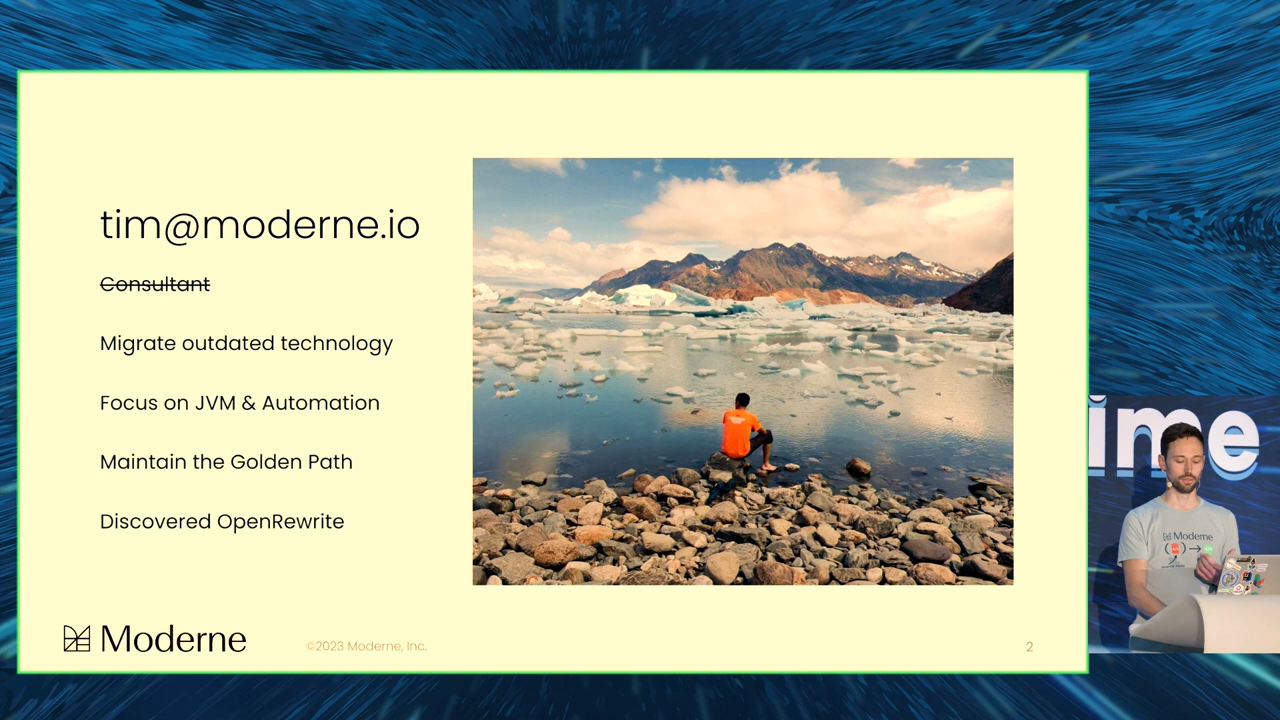 tim@moderne.io
Consultant
Migrate outdated technology
Focus on JVM & Automation
Maintain the Golden Path
Discovered OpenRewrite
Moderne
©2023 Moderne, Inc.
2
ime
Moderne